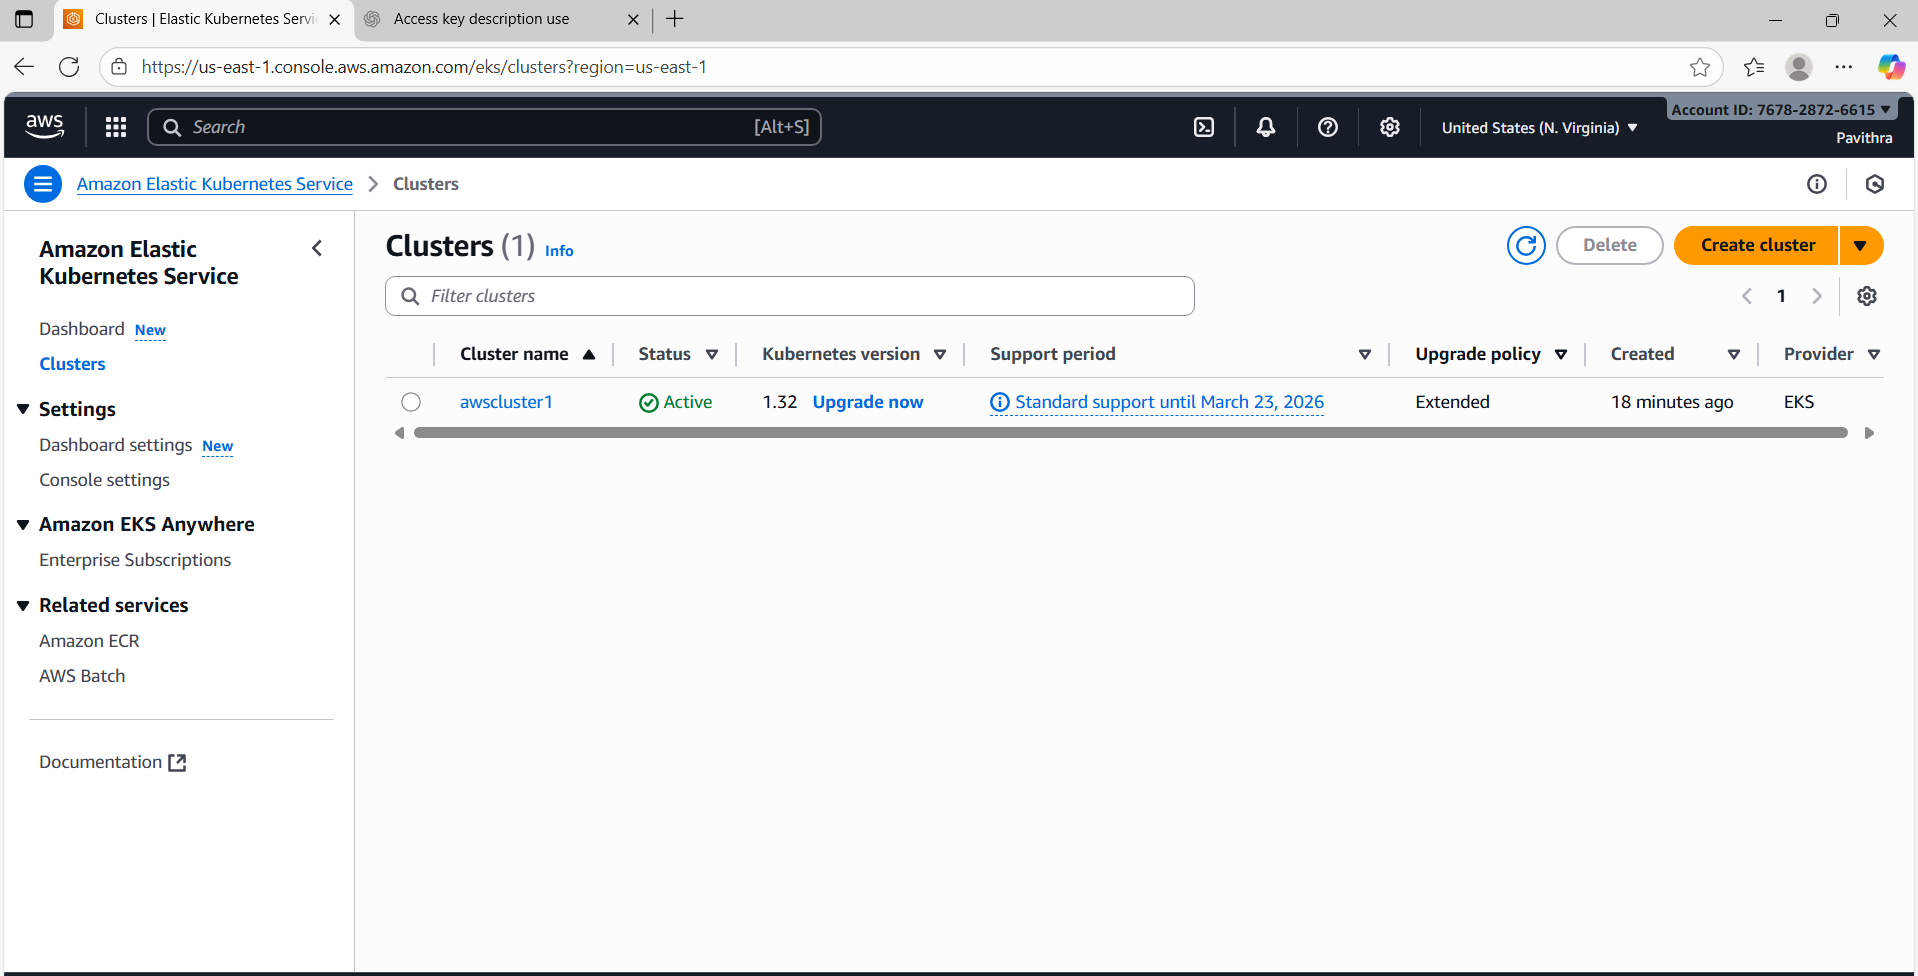 Clusters | Elastic Kubernetes Servi
Access key description use
https://us-east-1.console.aws.amazon.com/eks/clusters?region=us-east-1
aws
Search
[Alt+S]
United States (N. Virginia)
Account ID: 7678-2872-6615
Pavithra
Amazon Elastic Kubernetes Service
Clusters
Amazon Elastic
Kubernetes Service
Dashboard New
Clusters
Settings
Dashboard settings New
Console settings
Amazon EKS Anywhere
Enterprise Subscriptions
Related services
Amazon ECR
AWS Batch
Documentation
Clusters (1) Info
Delete
Create cluster
Filter clusters
1
Cluster name Status Kubernetes version Support period Upgrade policy Created Provider
awscluster1 Active 1.32 Upgrade now Standard support until March 23, 2026 Extended 18 minutes ago EKS